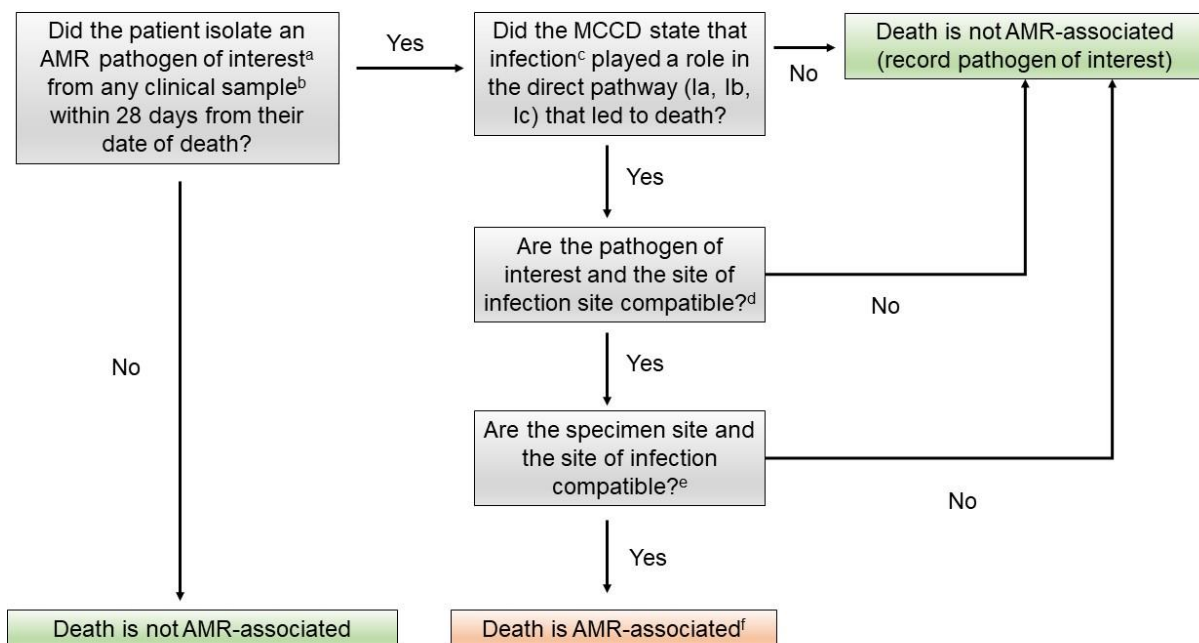 Did the patient isolate an
AMR pathogen of interestᵃ
from any clinical sampleᵇ
within 28 days from their
date of death?
Yes
Did the MCCD state that
infectionᶜ played a role in
the direct pathway (Ia, Ib,
Ic) that led to death?
No
Death is not AMR-associated
(record pathogen of interest)
Yes
Are the pathogen of
interest and the site of
infection site compatible?ᵈ
No
No
Yes
Are the specimen site and
the site of infection
compatible?ᵉ
No
Yes
Death is not AMR-associated
Death is AMR-associatedᶠ